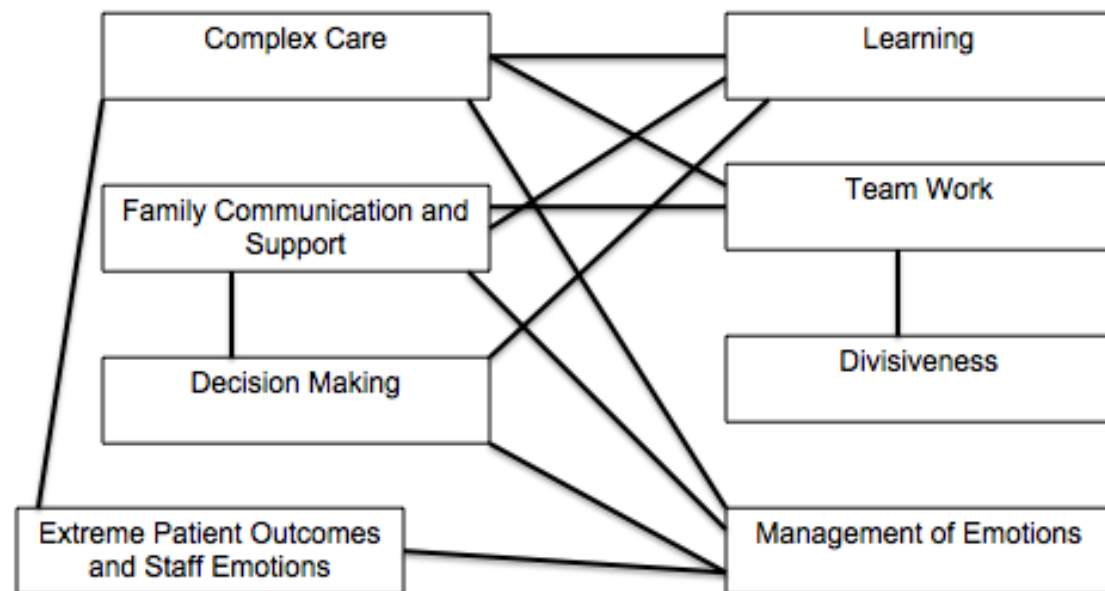 Complex Care
Learning
Family Communication and
Support
Team Work
Decision Making
Divisiveness
Extreme Patient Outcomes
and Staff Emotions
Management of Emotions